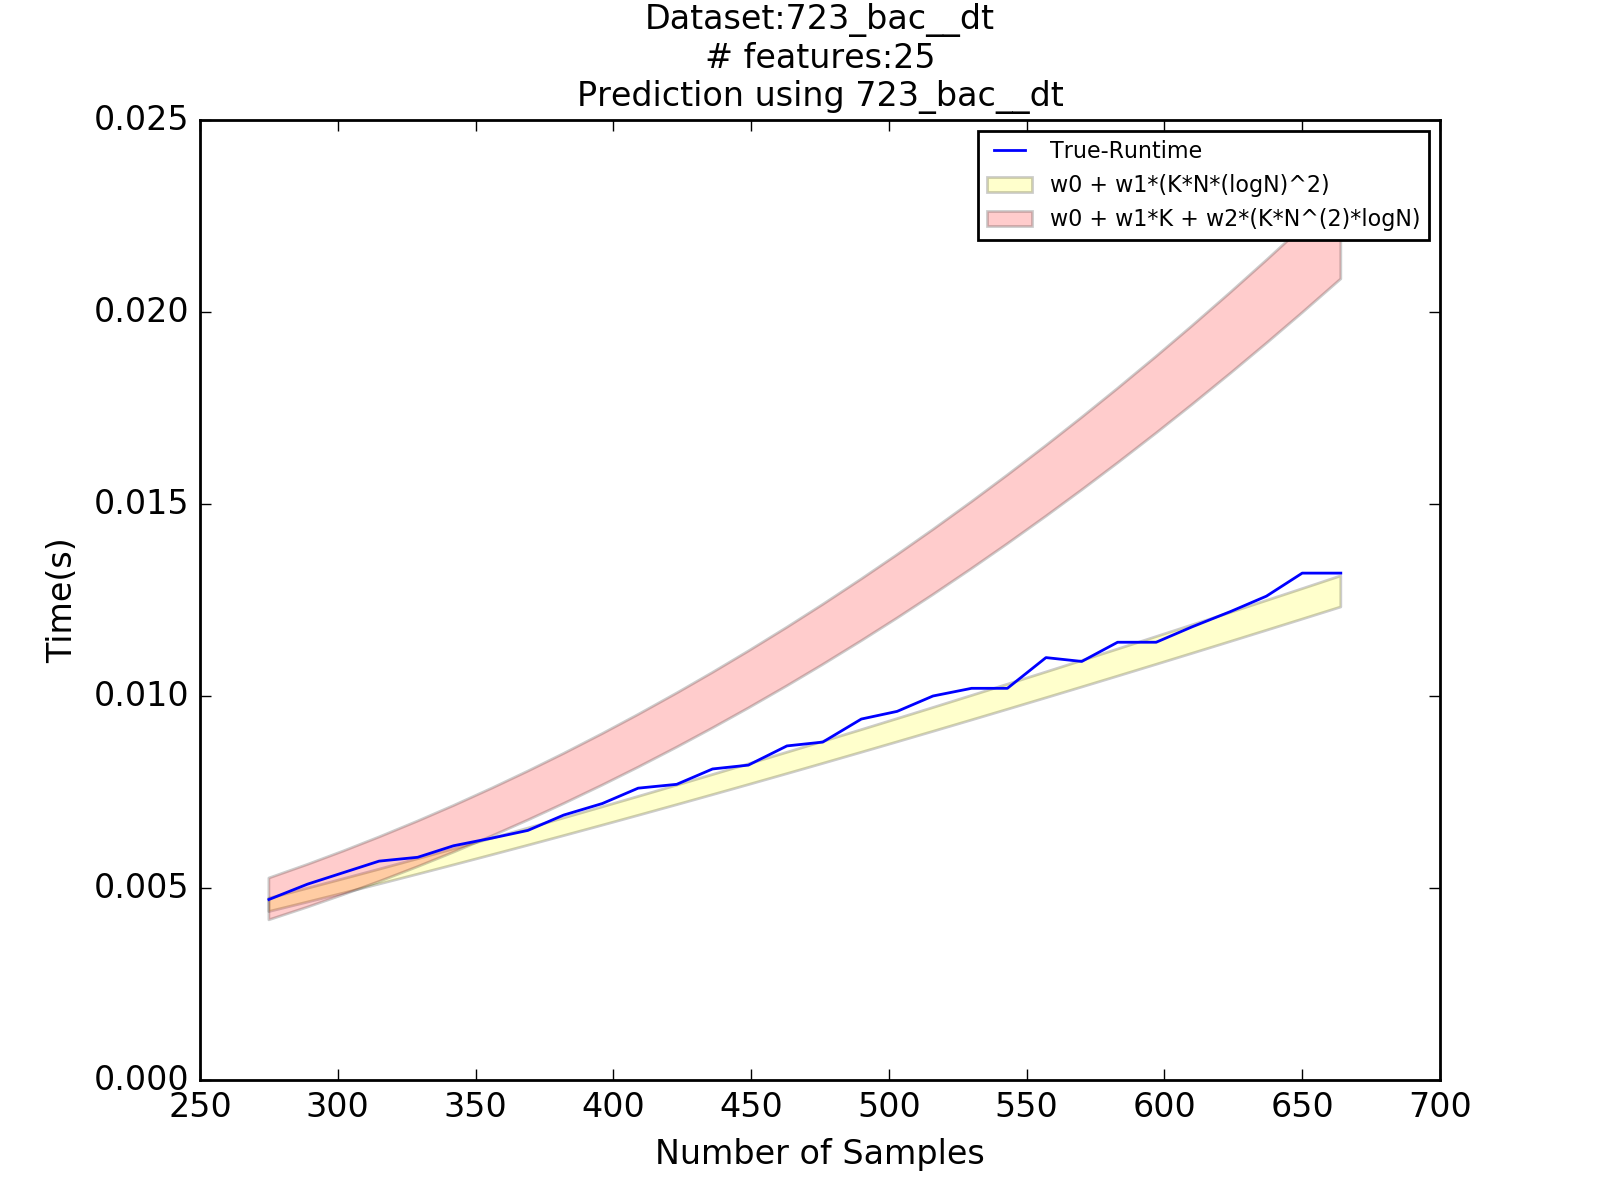 Dataset:723_bac__dt
# features:25
Prediction using 723_bac__dt
True-Runtime
w0 + w1*(K*N*(logN)^2)
w0 + w1*K + w2*(K*N^(2)*logN)
0.025
0.020
0.015
0.010
0.005
0.000
Time(s)
250 300 350 400 450 500 550 600 650 700
Number of Samples